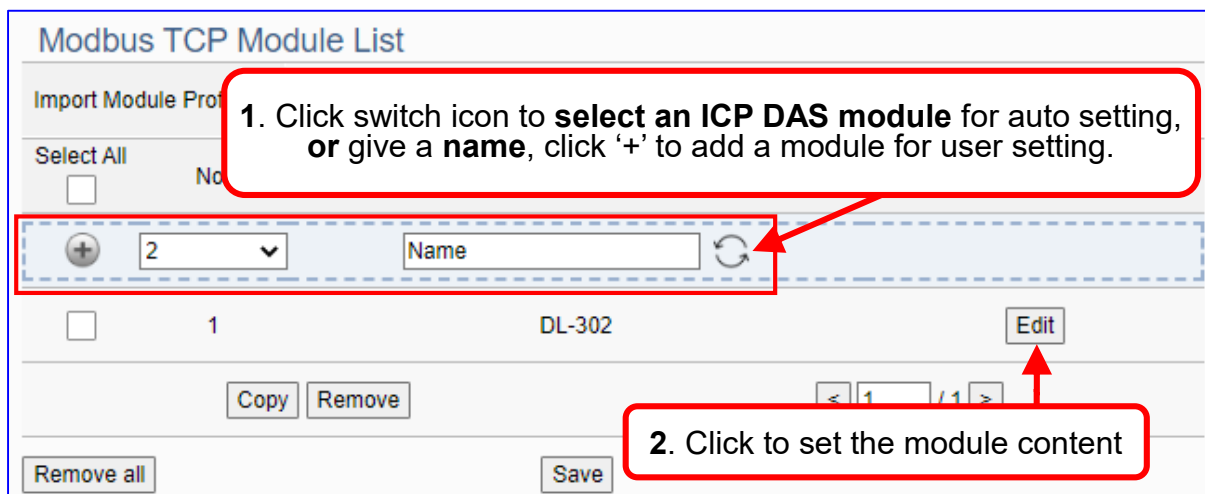 Modbus TCP Module List
Import Module Prof
1. Click switch icon to select an ICP DAS module for auto setting,
or give a name, click ‘+’ to add a module for user setting.
Select All
No
2
Name
1
DL-302
Edit
Copy
Remove
< 1 / 1 >
2. Click to set the module content
Remove all
Save